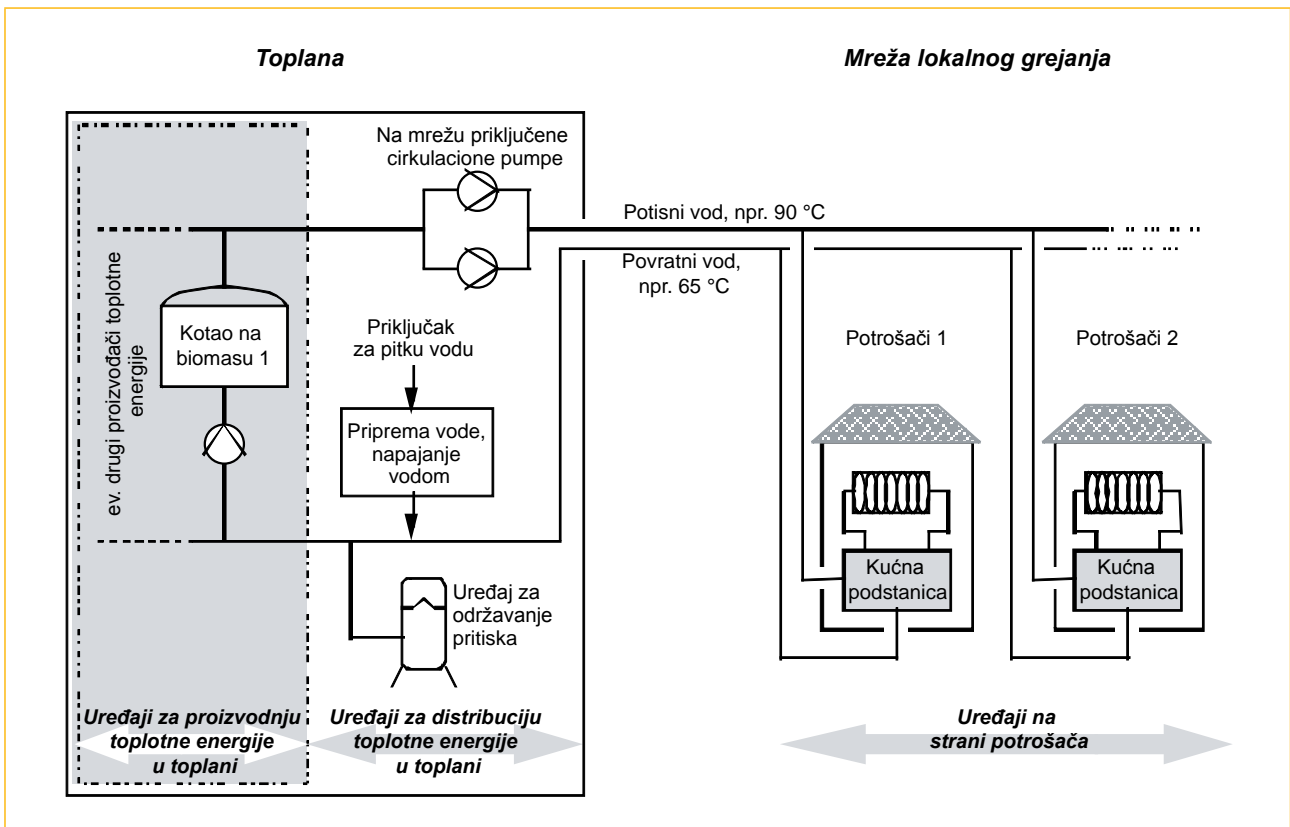 Toplana
Mreža lokalnog grejanja
Na mrežu priključene
cirkulacione pumpe
Potisni vod, npr. 90 °C
Povratni vod,
npr. 65 °C
ev. drugi proizvođači toplotne
energije
Kotao na
biomasu 1
Priključak
za pitku vodu
Priprema vode,
napajanje
vodom
Uređaj za
održavanje
pritiska
Potrošači 1
Potrošači 2
Kućna
podstanica
Kućna
podstanica
Uređaji za proizvodnju
toplotne energije
u toplani
Uređaji za distribuciju
toplotne energije
u toplani
Uređaji na
strani potrošača